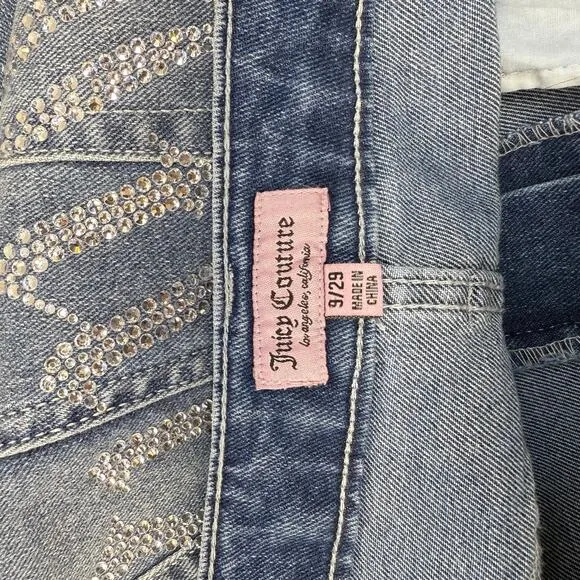 Juicy Couture
los angeles, california
9/29
MADE IN
CHINA